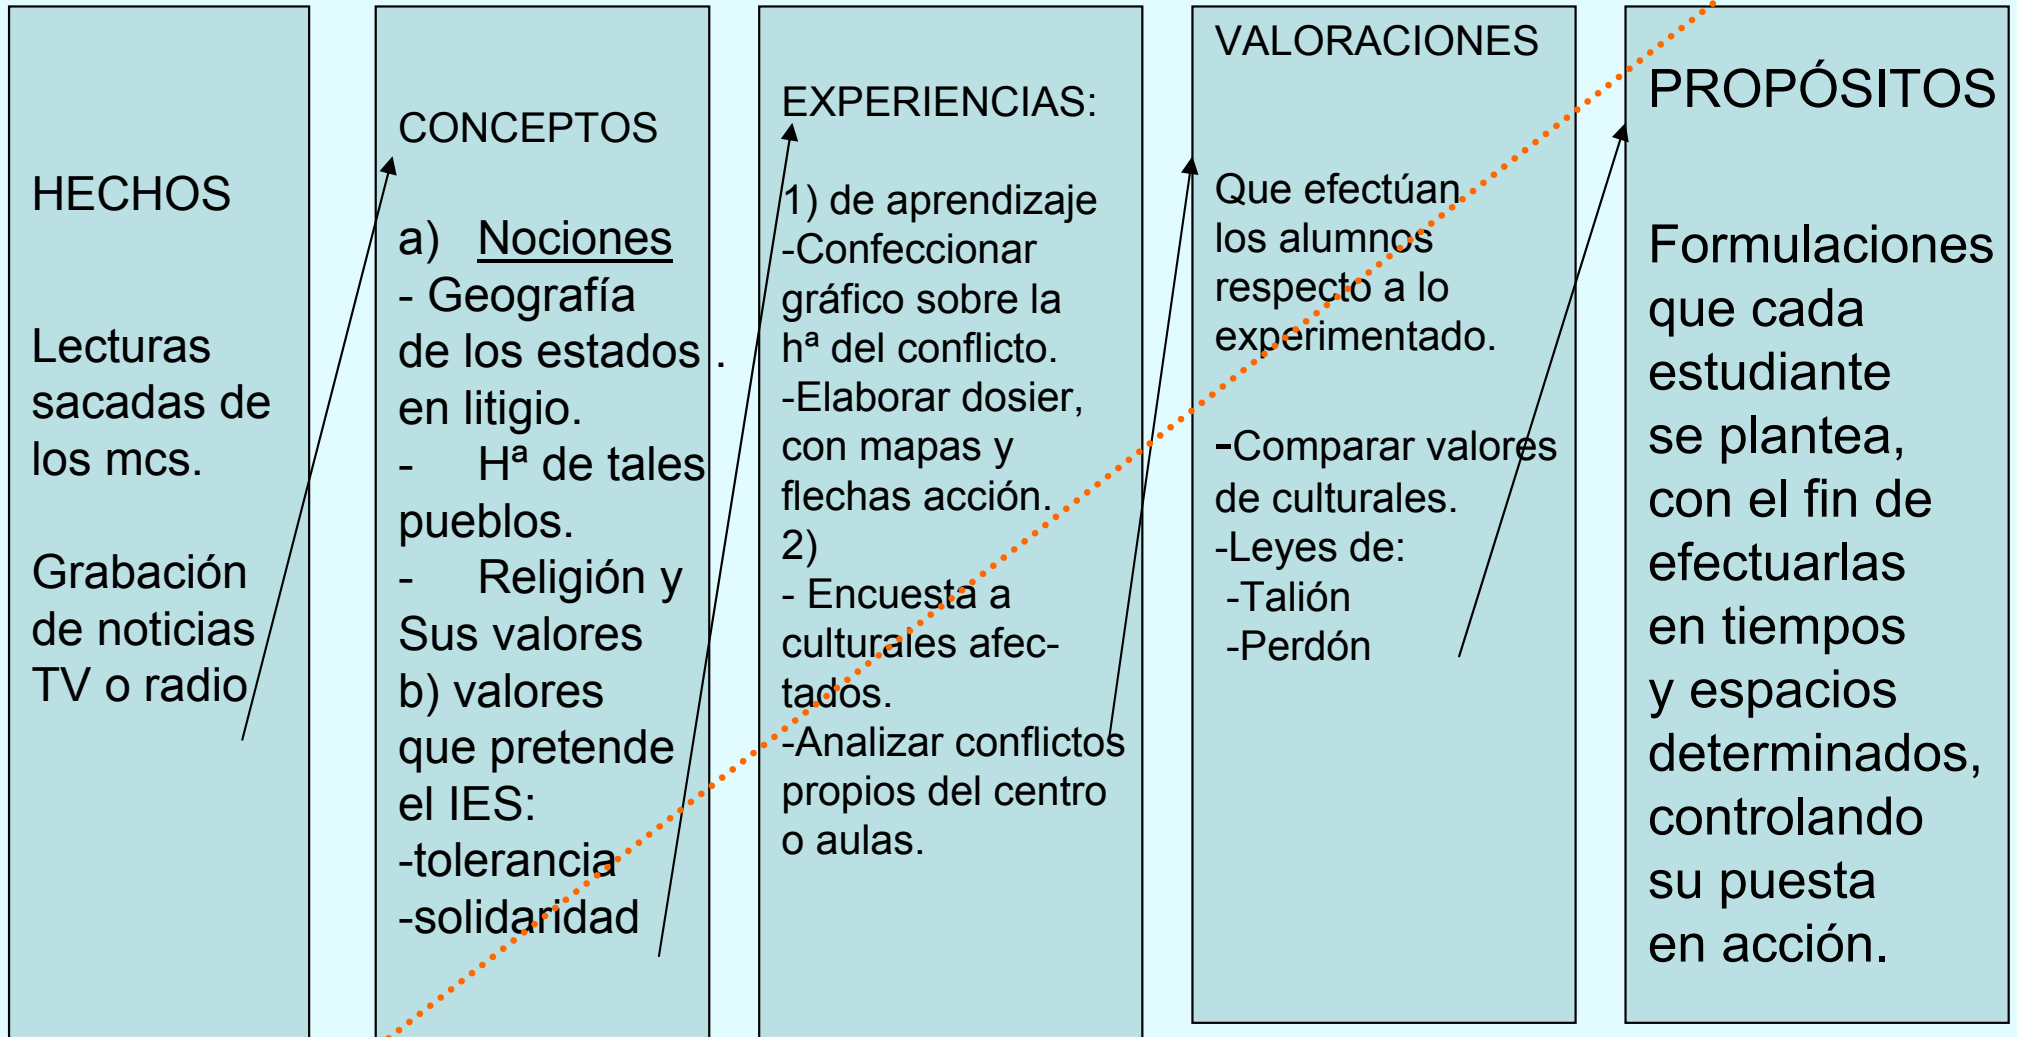 HECHOS
Lecturas
sacadas de
los mcs.
Grabación
de noticias
TV o radio
CONCEPTOS
a) Nociones
- Geografía
de los estados .
en litigio.
- Hª de tales
pueblos.
- Religión y
Sus valores
b) valores
que pretende
el IES:
-tolerancia
-solidaridad
EXPERIENCIAS:
1) de aprendizaje
-Confeccionar
gráfico sobre la
hª del conflicto.
-Elaborar dosier,
con mapas y
flechas acción.
2)
- Encuesta a
culturales afec-
tados.
-Analizar conflictos
propios del centro
o aulas.
VALORACIONES
Que efectúan
los alumnos
respecto a lo
experimentado.
-Comparar valores
de culturales.
-Leyes de:
-Talión
-Perdón
PROPÓSITOS
Formulaciones
que cada
estudiante
se plantea,
con el fin de
efectuarlas
en tiempos
y espacios
determinados,
controlando
su puesta
en acción.